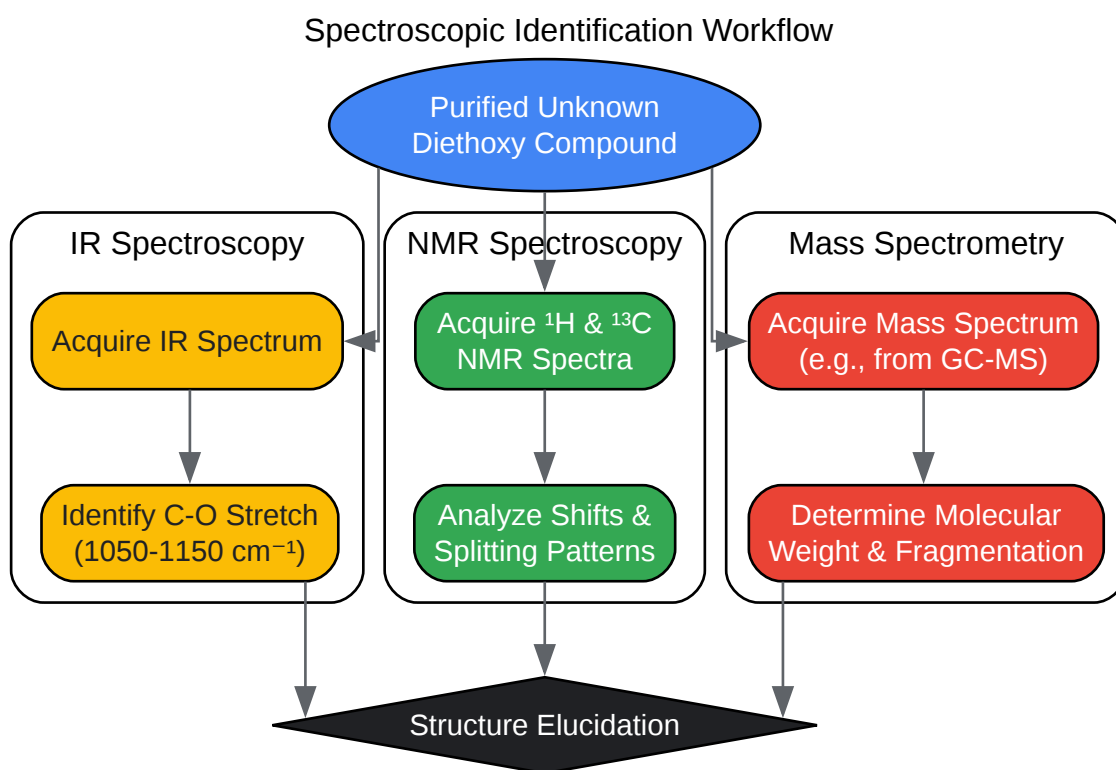 Spectroscopic Identification Workflow
Purified Unknown
Diethoxy Compound
IR Spectroscopy
Acquire IR Spectrum
Identify C-O Stretch
(1050-1150 cm⁻¹)
NMR Spectroscopy
Acquire ¹H & ¹³C
NMR Spectra
Analyze Shifts &
Splitting Patterns
Mass Spectrometry
Acquire Mass Spectrum
(e.g., from GC-MS)
Determine Molecular
Weight & Fragmentation
Structure Elucidation